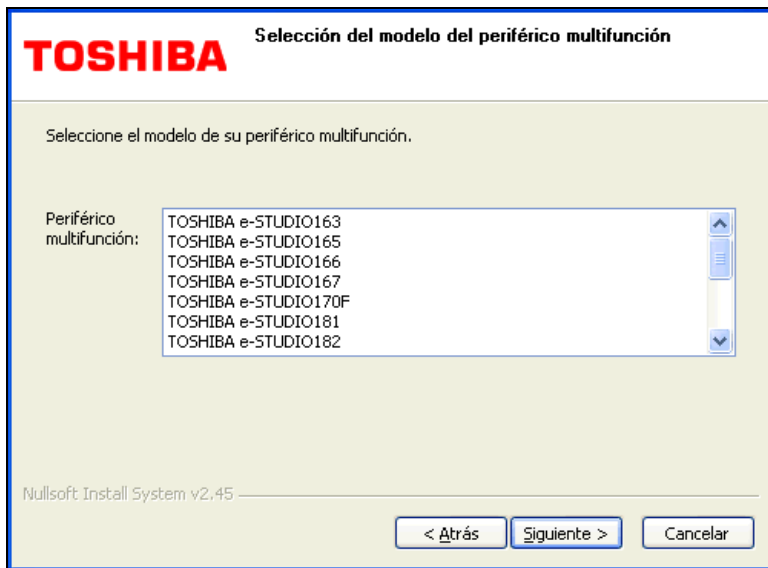 TOSHIBA
Selección del modelo del periférico multifunción
Seleccione el modelo de su periférico multifunción.
Periférico
multifunción:
TOSHIBA e-STUDIO163
TOSHIBA e-STUDIO165
TOSHIBA e-STUDIO166
TOSHIBA e-STUDIO167
TOSHIBA e-STUDIO170F
TOSHIBA e-STUDIO181
TOSHIBA e-STUDIO182
Nullsoft Install System v2.45
< Atrás
Siguiente >
Cancelar